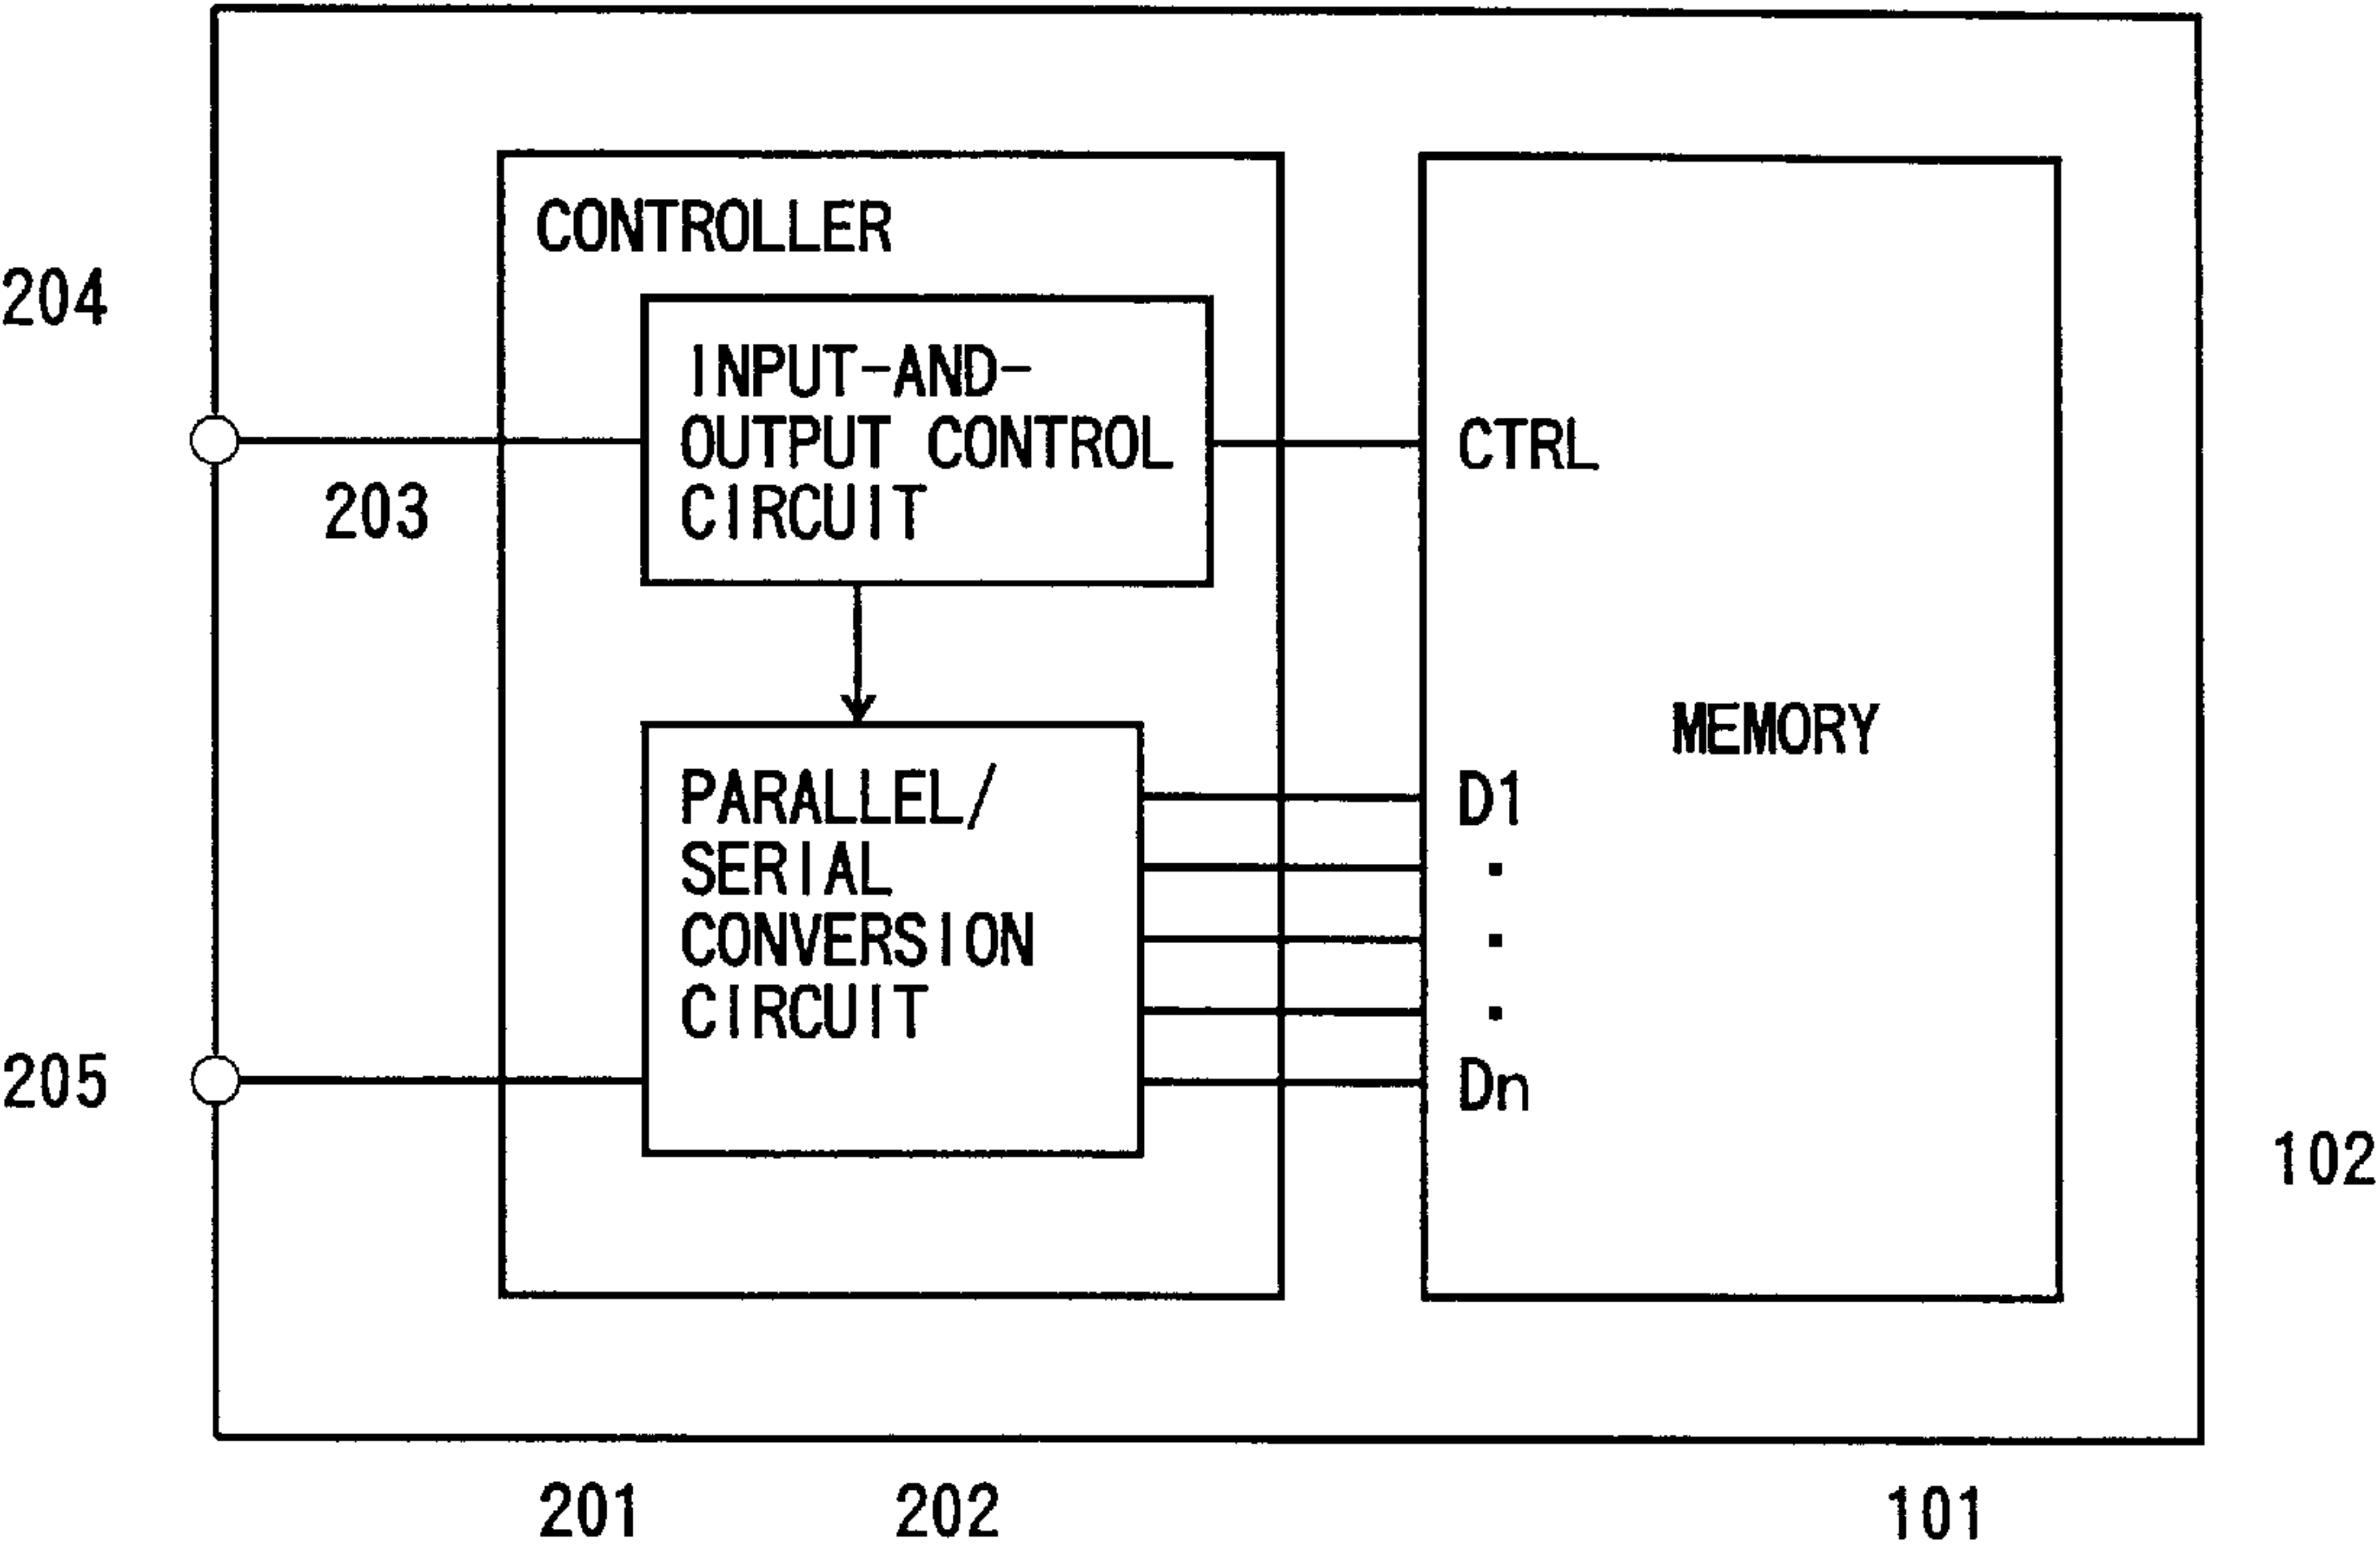 CONTROLLER
204
INPUT-AND-
OUTPUT CONTROL
CIRCUIT
CTRL
203
MEMORY
PARALLEL/
SERIAL
CONVERSION
CIRCUIT
D1
.
.
.
Dn
205
102
201
202
101